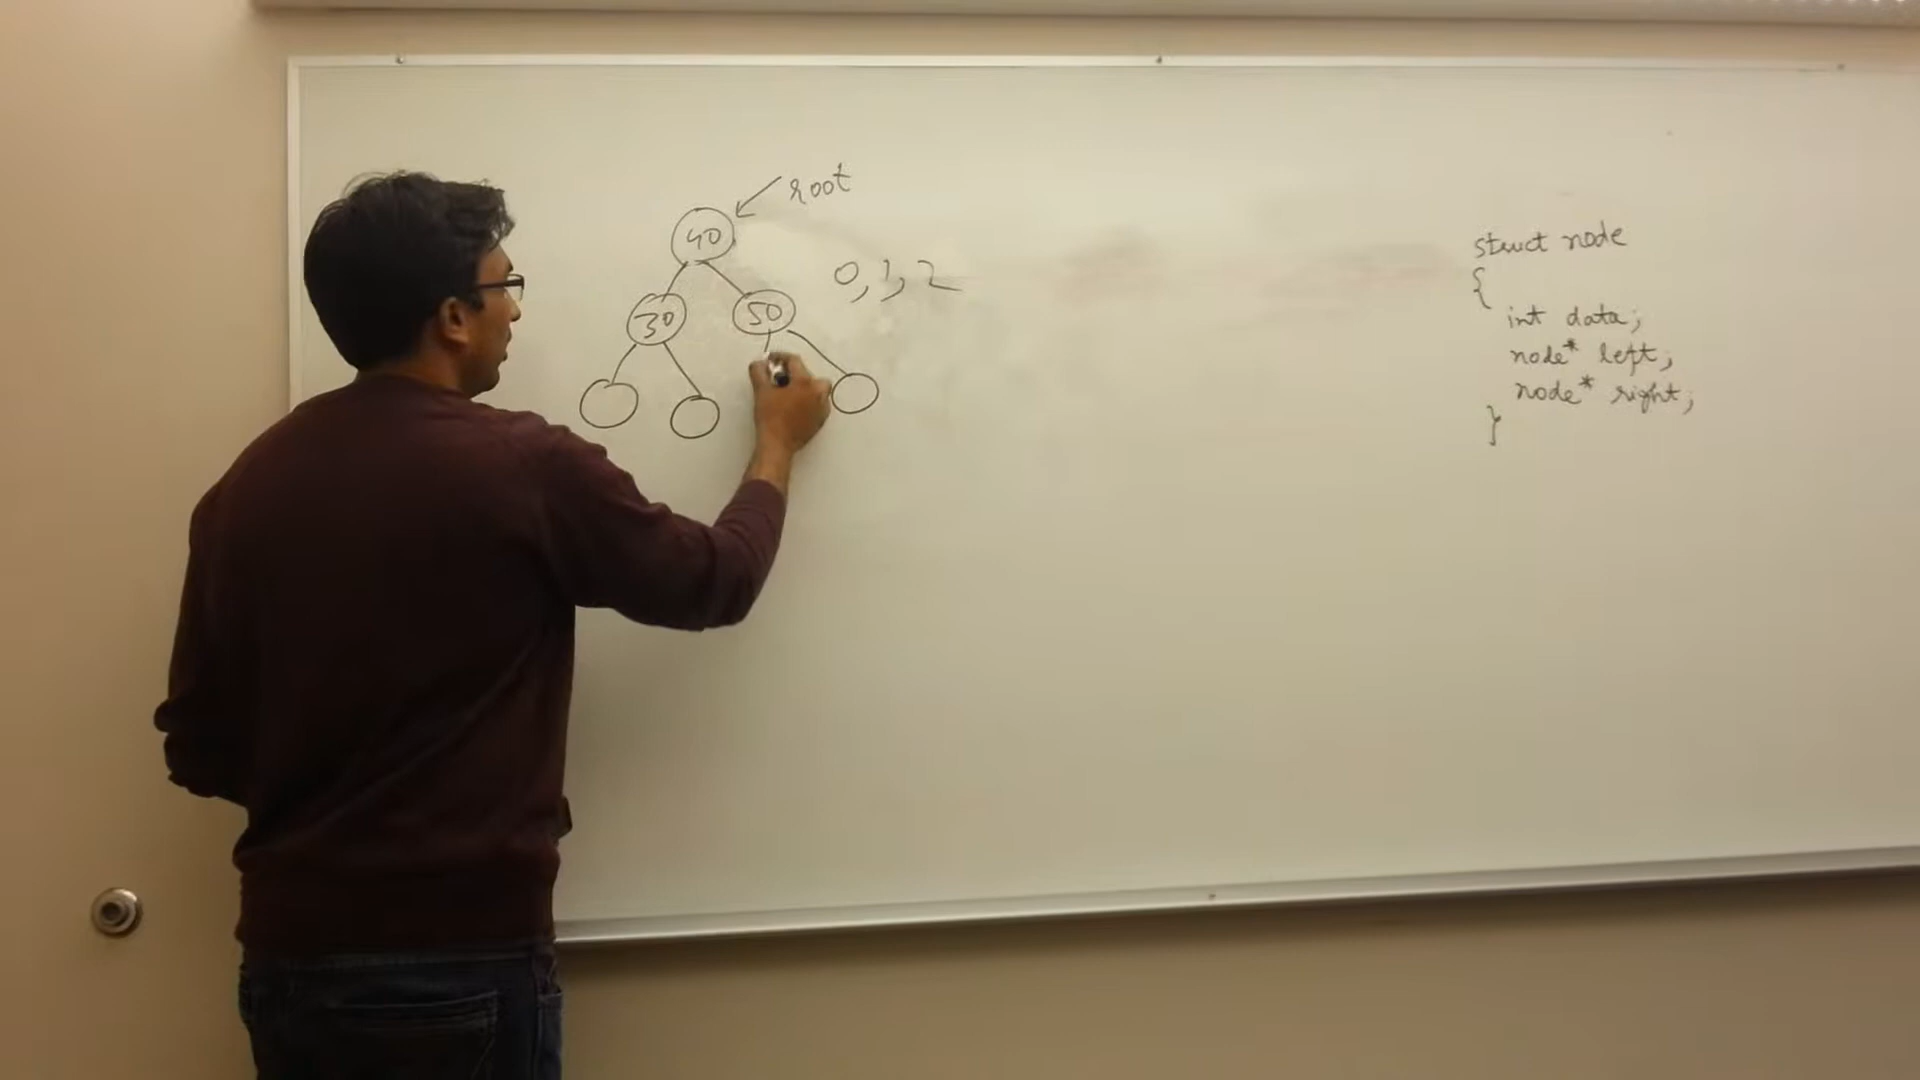 root
40
0, 1, 2
30
50
struct node
{
int data;
node* left;
node* right;
}